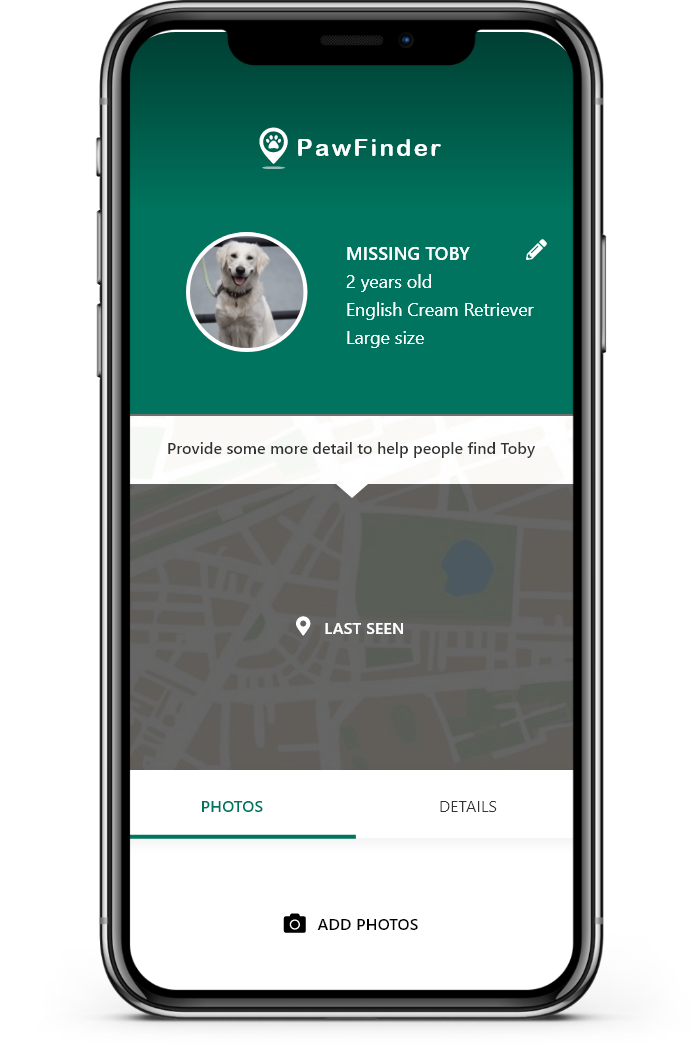 PawFinder
MISSING TOBY
2 years old
English Cream Retriever
Large size
Provide some more detail to help people find Toby
LAST SEEN
PHOTOS
DETAILS
ADD PHOTOS